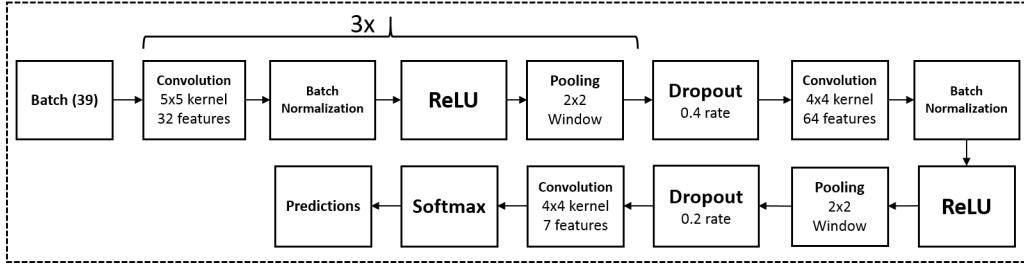 3x
Batch (39)
Convolution
5x5 kernel
32 features
Batch
Normalization
ReLU
Pooling
2x2
Window
Dropout
0.4 rate
Convolution
4x4 kernel
64 features
Batch
Normalization
ReLU
Pooling
2x2
Window
Dropout
0.2 rate
Convolution
4x4 kernel
7 features
Softmax
Predictions